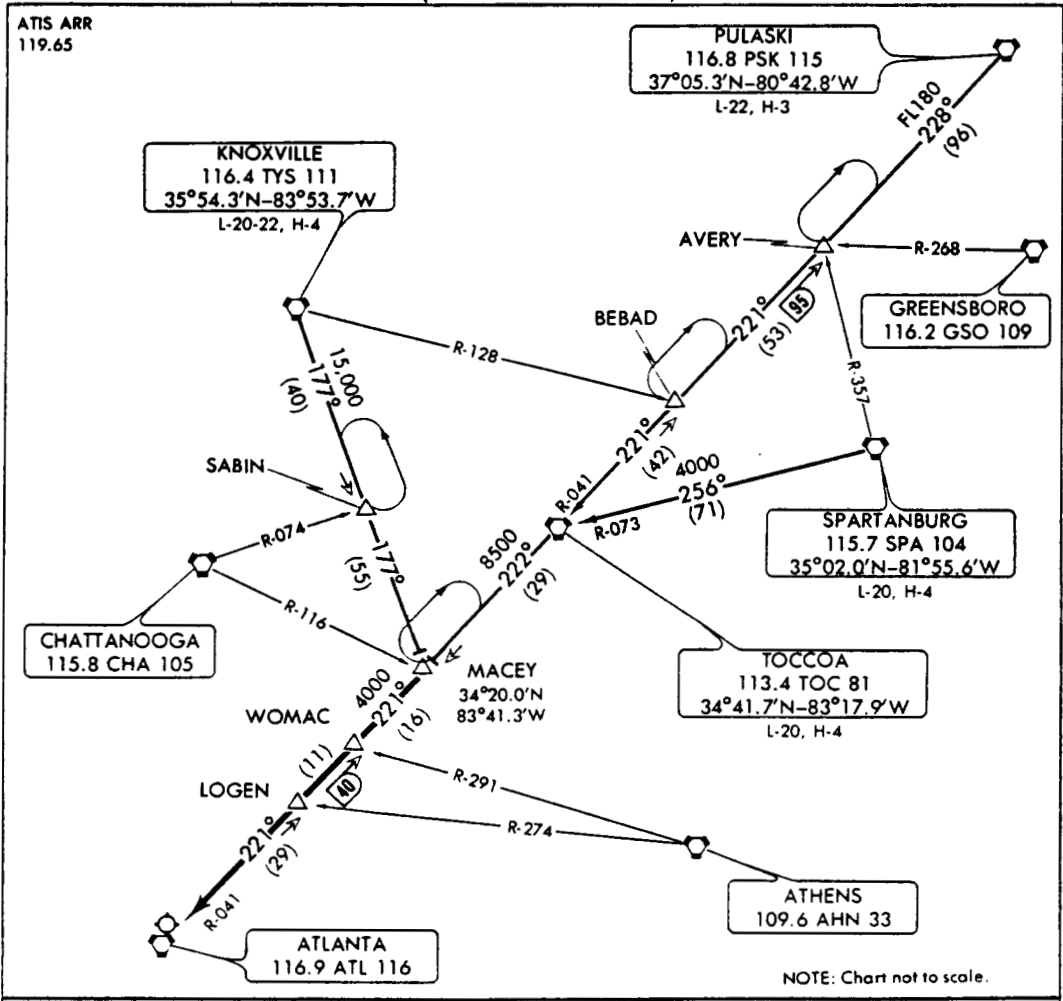 ATIS ARR
119.65
PULASKI
116.8 PSK 115
37°05.3'N-80°42.8'W
L-22, H-3
FL180
228°
(96)
KNOXVILLE
116.4 TYS 111
35°54.3'N-83°53.7'W
L-20-22, H-4
AVERY
R-268
GREENSBORO
116.2 GSO 109
BEBAD
221°
(53)
95
R-128
R-357
15,000
177°
(40)
221°
(42)
R-041
4000
256°
(71)
R-073
SABIN
R-074
SPARTANBURG
115.7 SPA 104
35°02.0'N-81°55.6'W
L-20, H-4
177°
(55)
8500
222°
(29)
R-116
CHATTANOOGA
115.8 CHA 105
MACEY
34°20.0'N
83°41.3'W
TOCCOA
113.4 TOC 81
34°41.7'N-83°17.9'W
L-20, H-4
4000
221°
(16)
WOMAC
(11)
40
R-291
LOGEN
R-274
221°
(29)
R-041
ATHENS
109.6 AHN 33
ATLANTA
116.9 ATL 116
NOTE: Chart not to scale.